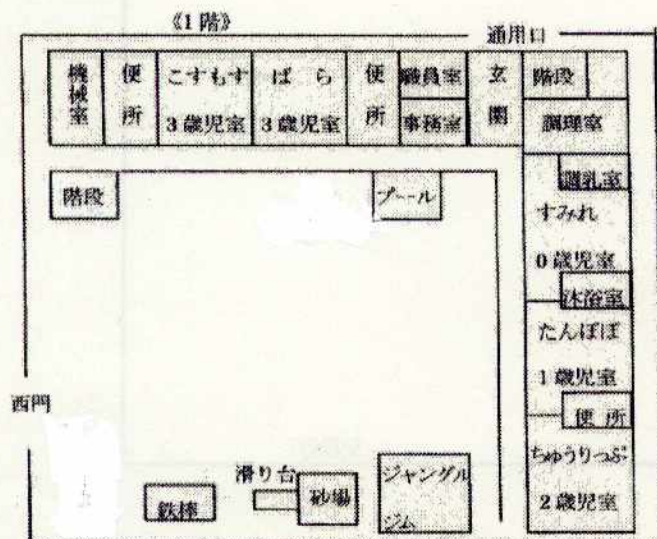 《1階》
通用口
機械室
便所
こすもす
3歳児室
ばら
3歳児室
便所
職員室
事務室
玄関
階段
調理室
調乳室
すみれ
0歳児室
沐浴室
たんぽぽ
1歳児室
便所
ちゅうりっぷ
2歳児室
階段
プール
西門
鉄棒
滑り台
砂場
ジャングル
ジム